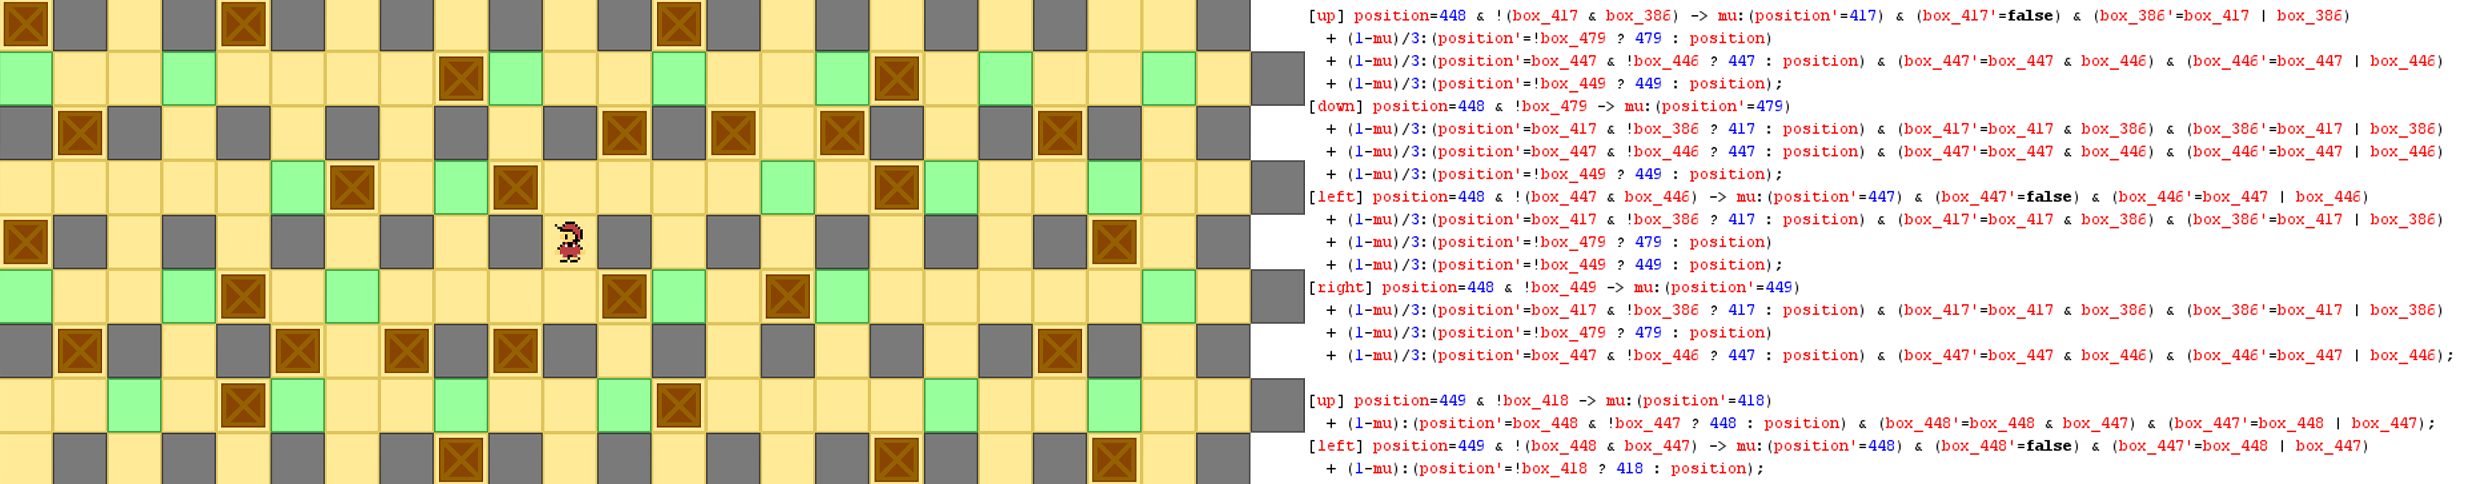 [up] position=448 & !(box_417 & box_386) -> mu:(position'=417) & (box_417'=false) & (box_386'=box_417 | box_386)
+ (1-mu)/3:(position'=!box_479 ? 479 : position)
+ (1-mu)/3:(position'=box_447 & !box_446 ? 447 : position) & (box_447'=box_447 & box_446) & (box_446'=box_447 | box_446)
+ (1-mu)/3:(position'=!box_449 ? 449 : position);
[down] position=448 & !box_479 -> mu:(position'=479)
+ (1-mu)/3:(position'=box_417 & !box_386 ? 417 : position) & (box_417'=box_417 & box_386) & (box_386'=box_417 | box_386)
+ (1-mu)/3:(position'=box_447 & !box_446 ? 447 : position) & (box_447'=box_447 & box_446) & (box_446'=box_447 | box_446)
+ (1-mu)/3:(position'=!box_449 ? 449 : position);
[left] position=448 & !(box_447 & box_446) -> mu:(position'=447) & (box_447'=false) & (box_446'=box_447 | box_446)
+ (1-mu)/3:(position'=box_417 & !box_386 ? 417 : position) & (box_417'=box_417 & box_386) & (box_386'=box_417 | box_386)
+ (1-mu)/3:(position'=!box_479 ? 479 : position)
+ (1-mu)/3:(position'=!box_449 ? 449 : position);
[right] position=448 & !box_449 -> mu:(position'=449)
+ (1-mu)/3:(position'=box_417 & !box_386 ? 417 : position) & (box_417'=box_417 & box_386) & (box_386'=box_417 | box_386)
+ (1-mu)/3:(position'=!box_479 ? 479 : position)
+ (1-mu)/3:(position'=box_447 & !box_446 ? 447 : position) & (box_447'=box_447 & box_446) & (box_446'=box_447 | box_446);
[up] position=449 & !box_418 -> mu:(position'=418)
+ (1-mu):(position'=box_448 & !box_447 ? 448 : position) & (box_448'=box_448 & box_447) & (box_447'=box_448 | box_447);
[left] position=449 & !(box_448 & box_447) -> mu:(position'=448) & (box_448'=false) & (box_447'=box_448 | box_447)
+ (1-mu):(position'=!box_418 ? 418 : position);